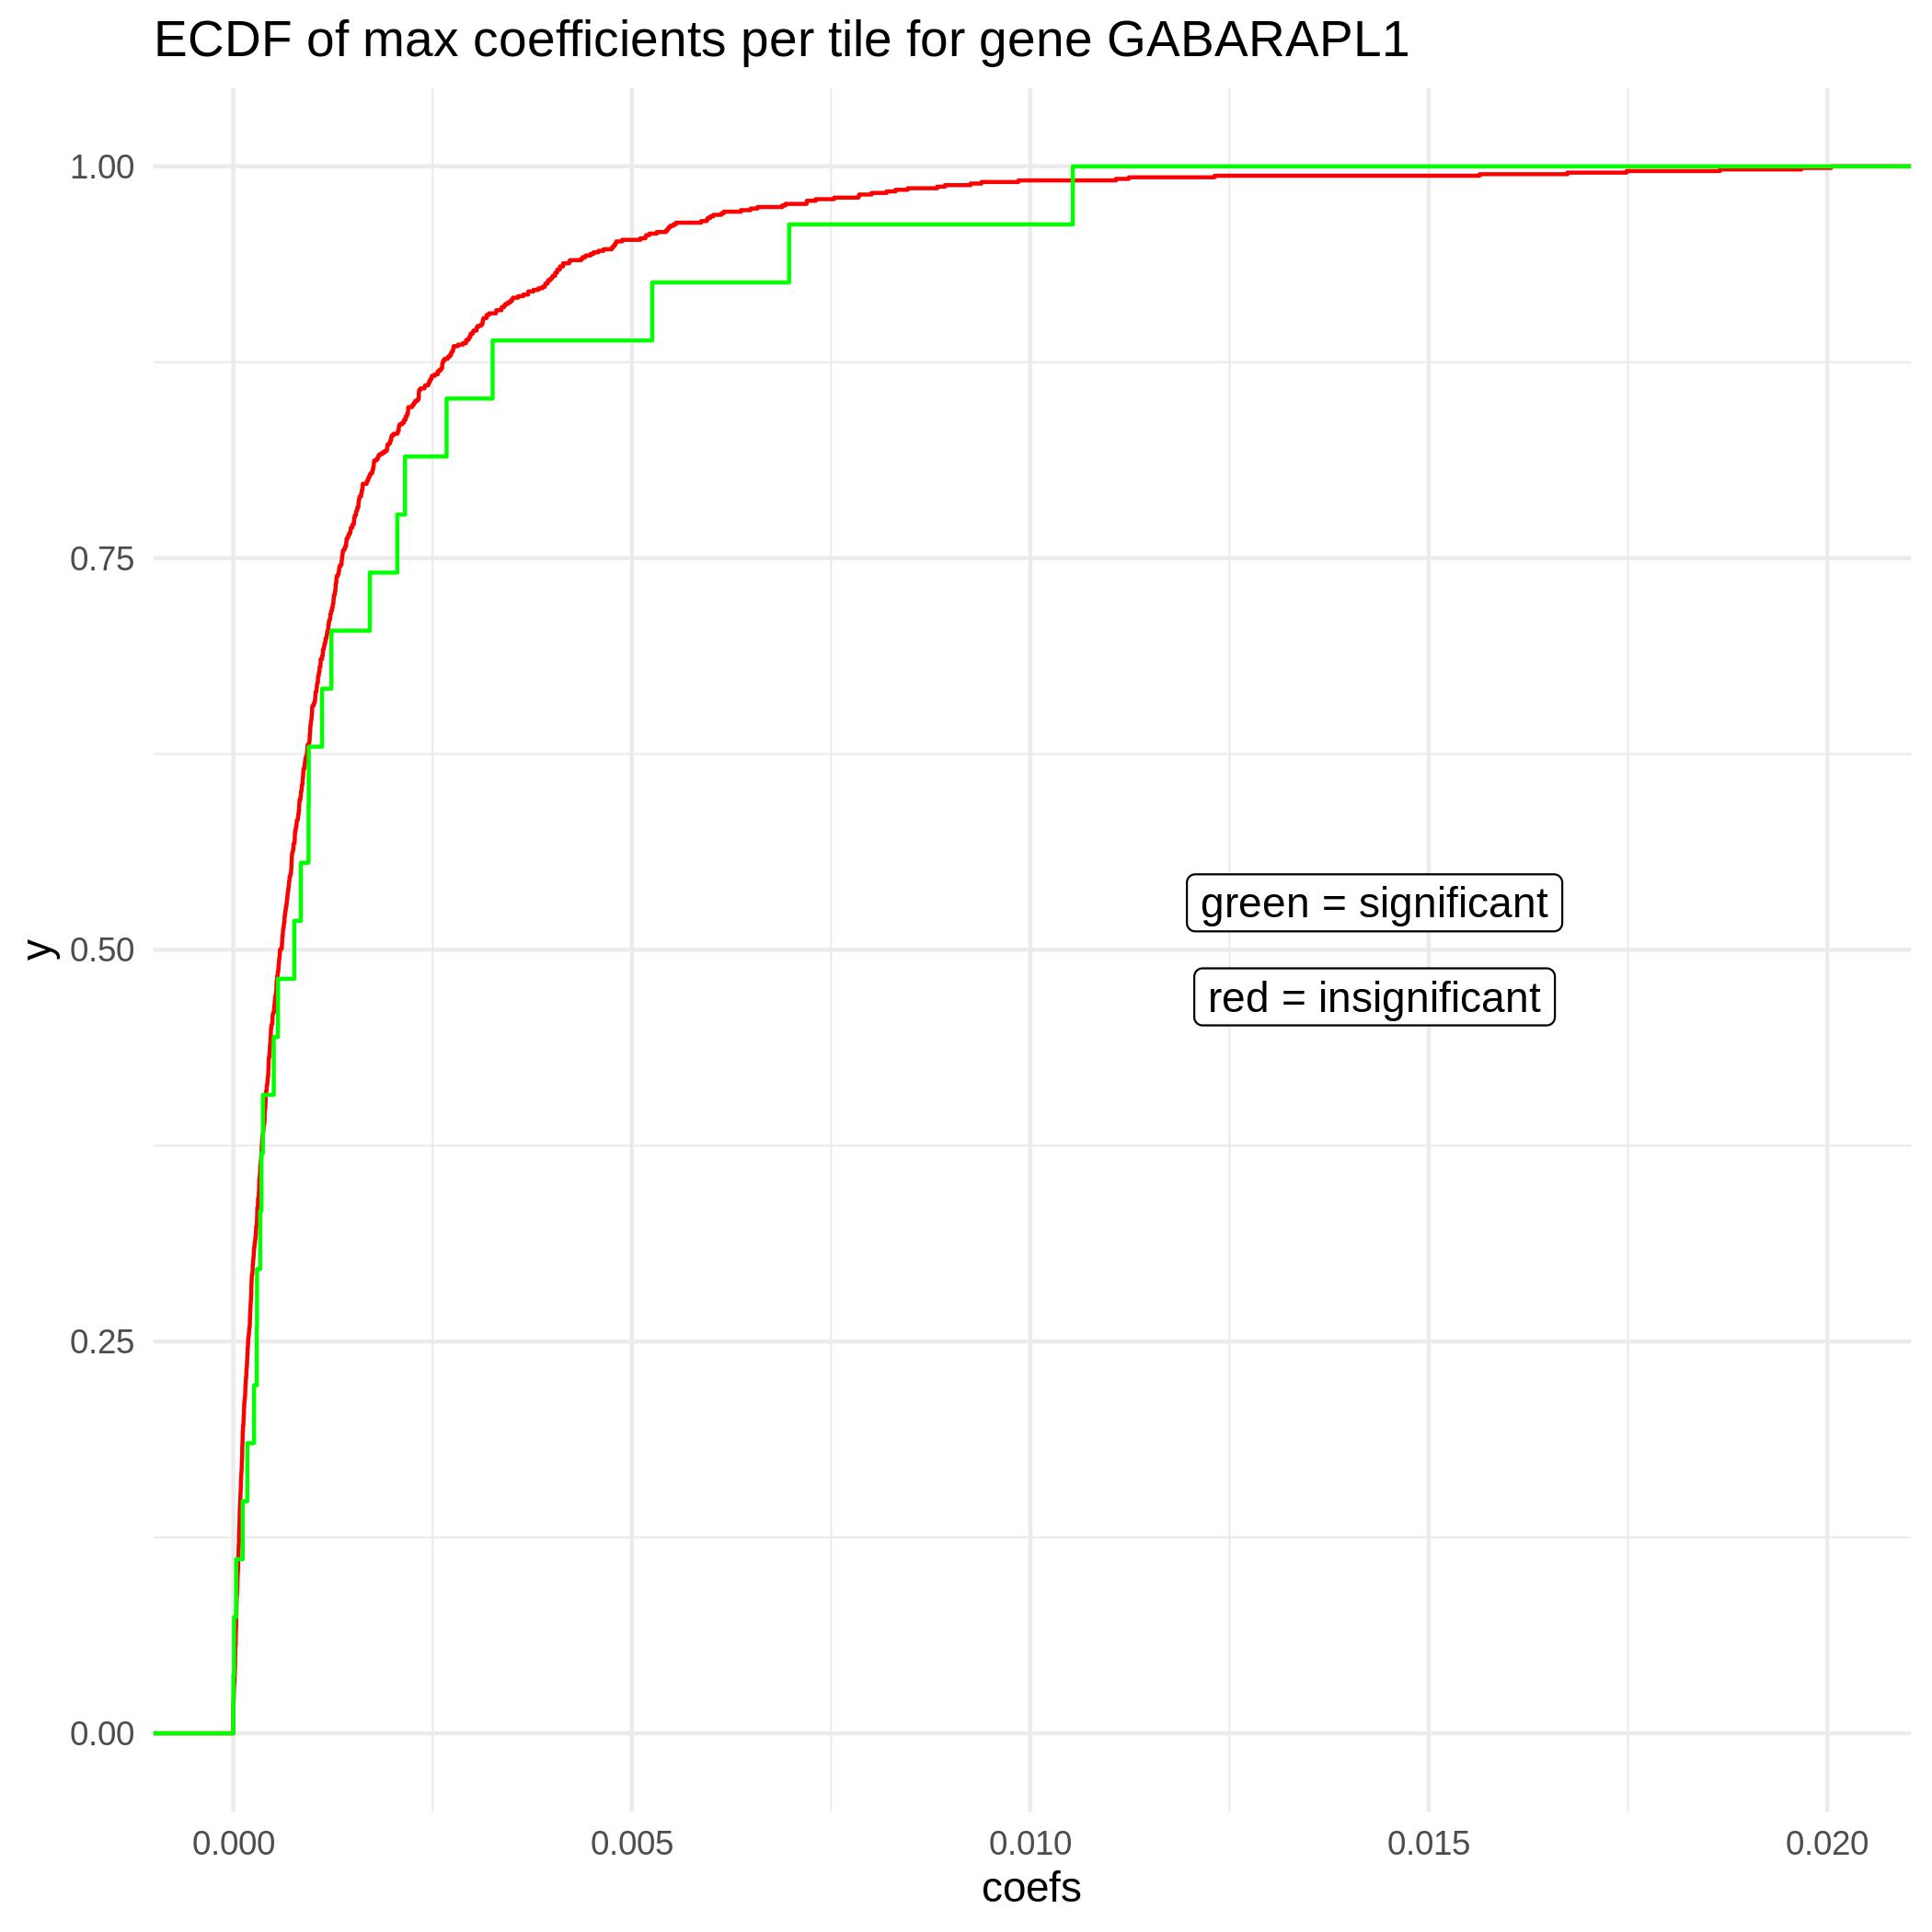 ECDF of max coefficients per tile for gene GABARAPL1
1.00
0.75
0.50
0.25
0.00
y
green = significant
red = insignificant
0.000 0.005 0.010 0.015 0.020
coefs